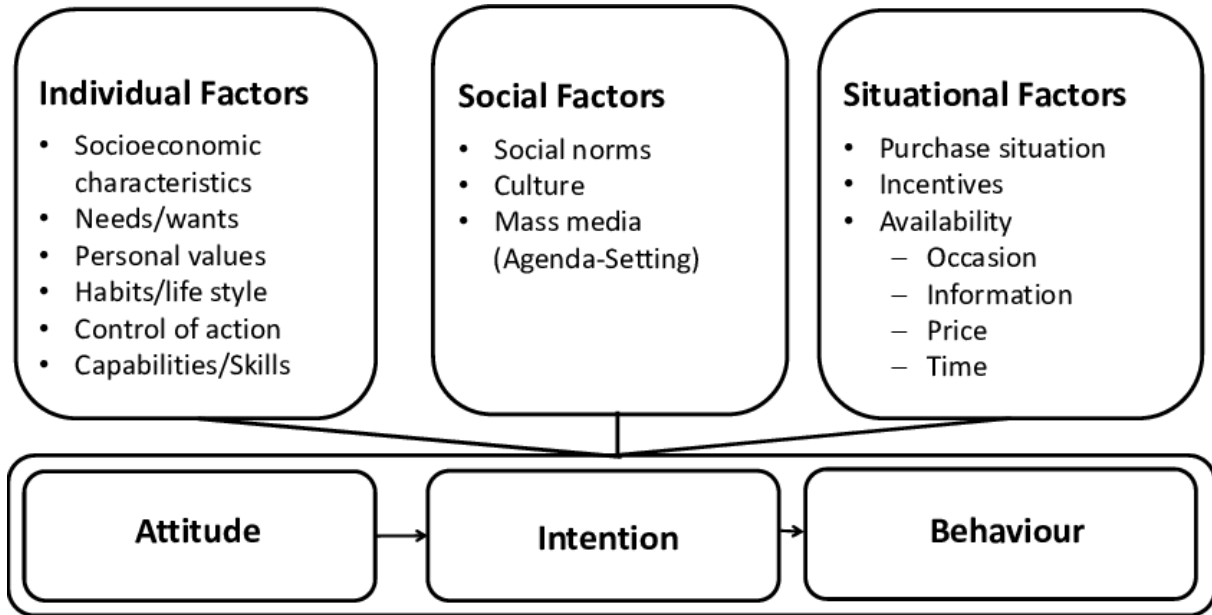 Individual Factors
• Socioeconomic
characteristics
• Needs/wants
• Personal values
• Habits/life style
• Control of action
• Capabilities/Skills
Social Factors
• Social norms
• Culture
• Mass media
(Agenda-Setting)
Situational Factors
• Purchase situation
• Incentives
• Availability
– Occasion
– Information
– Price
– Time
Attitude
Intention
Behaviour